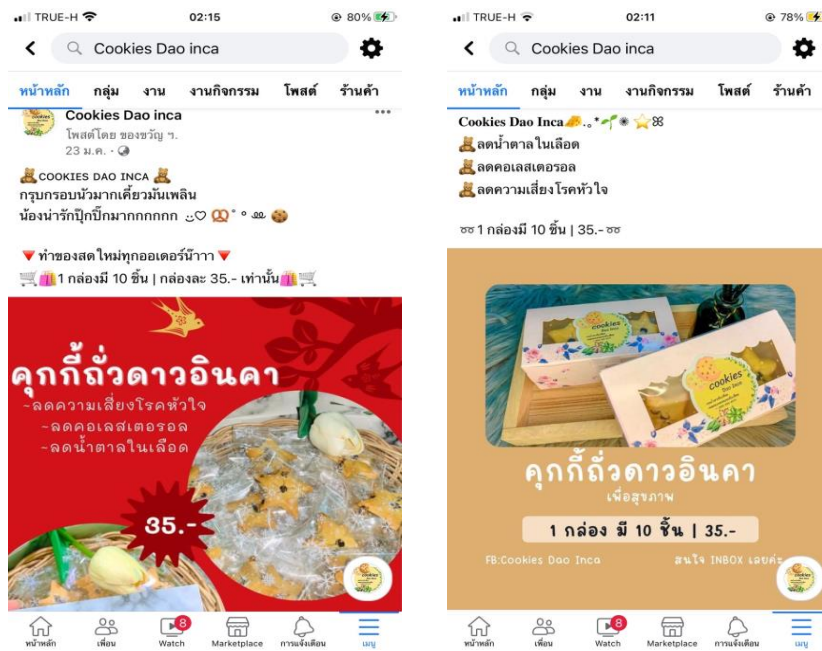 TRUE-H
02:15
80%
Cookies Dao inca
หน้าหลัก กลุ่ม งาน งานกิจกรรม โพสต์ ร้านค้า
Cookies Dao inca
โพสต์โดย ของขวัญ ฯ.
23 ม.ค.
🧸COOKIES DAO INCA🧸
กรุบกรอบนัวมากเคี้ยวมันเพลิน
น้องน่ารักปุ๊กปิ๊กมากกกกกก ♡ 🥨 🍪
🔻ทำของสดใหม่ทุกออเดอร์น๊าาา🔻
🛒🛍️1 กล่องมี 10 ชิ้น | กล่องละ 35.- เท่านั้น🛍️🛒
คุกกี้ถั่วดาวอินคา
~ลดความเสี่ยงโรคหัวใจ
~ลดคอเลสเตอรอล
~ลดน้ำตาลในเลือด
35.-
8
หน้าหลัก เพื่อน Watch Marketplace การแจ้งเตือน เมนู
TRUE-H
02:11
78%
Cookies Dao inca
หน้าหลัก กลุ่ม งาน งานกิจกรรม โพสต์ ร้านค้า
Cookies Dao Inca
🧸ลดน้ำตาลในเลือด
🧸ลดคอเลสเตอรอล
🧸ลดความเสี่ยงโรคหัวใจ
1 กล่องมี 10 ชิ้น | 35.-
cookies
Dao Inca
cookies
Dao Inca
คุกกี้ถั่วดาวอินคา
เพื่อสุขภาพ
1 กล่อง มี 10 ชิ้น | 35.-
FB:Cookies Dao Inca
สนใจ INBOX เลยค่ะ
8
หน้าหลัก เพื่อน Watch Marketplace การแจ้งเตือน เมนู